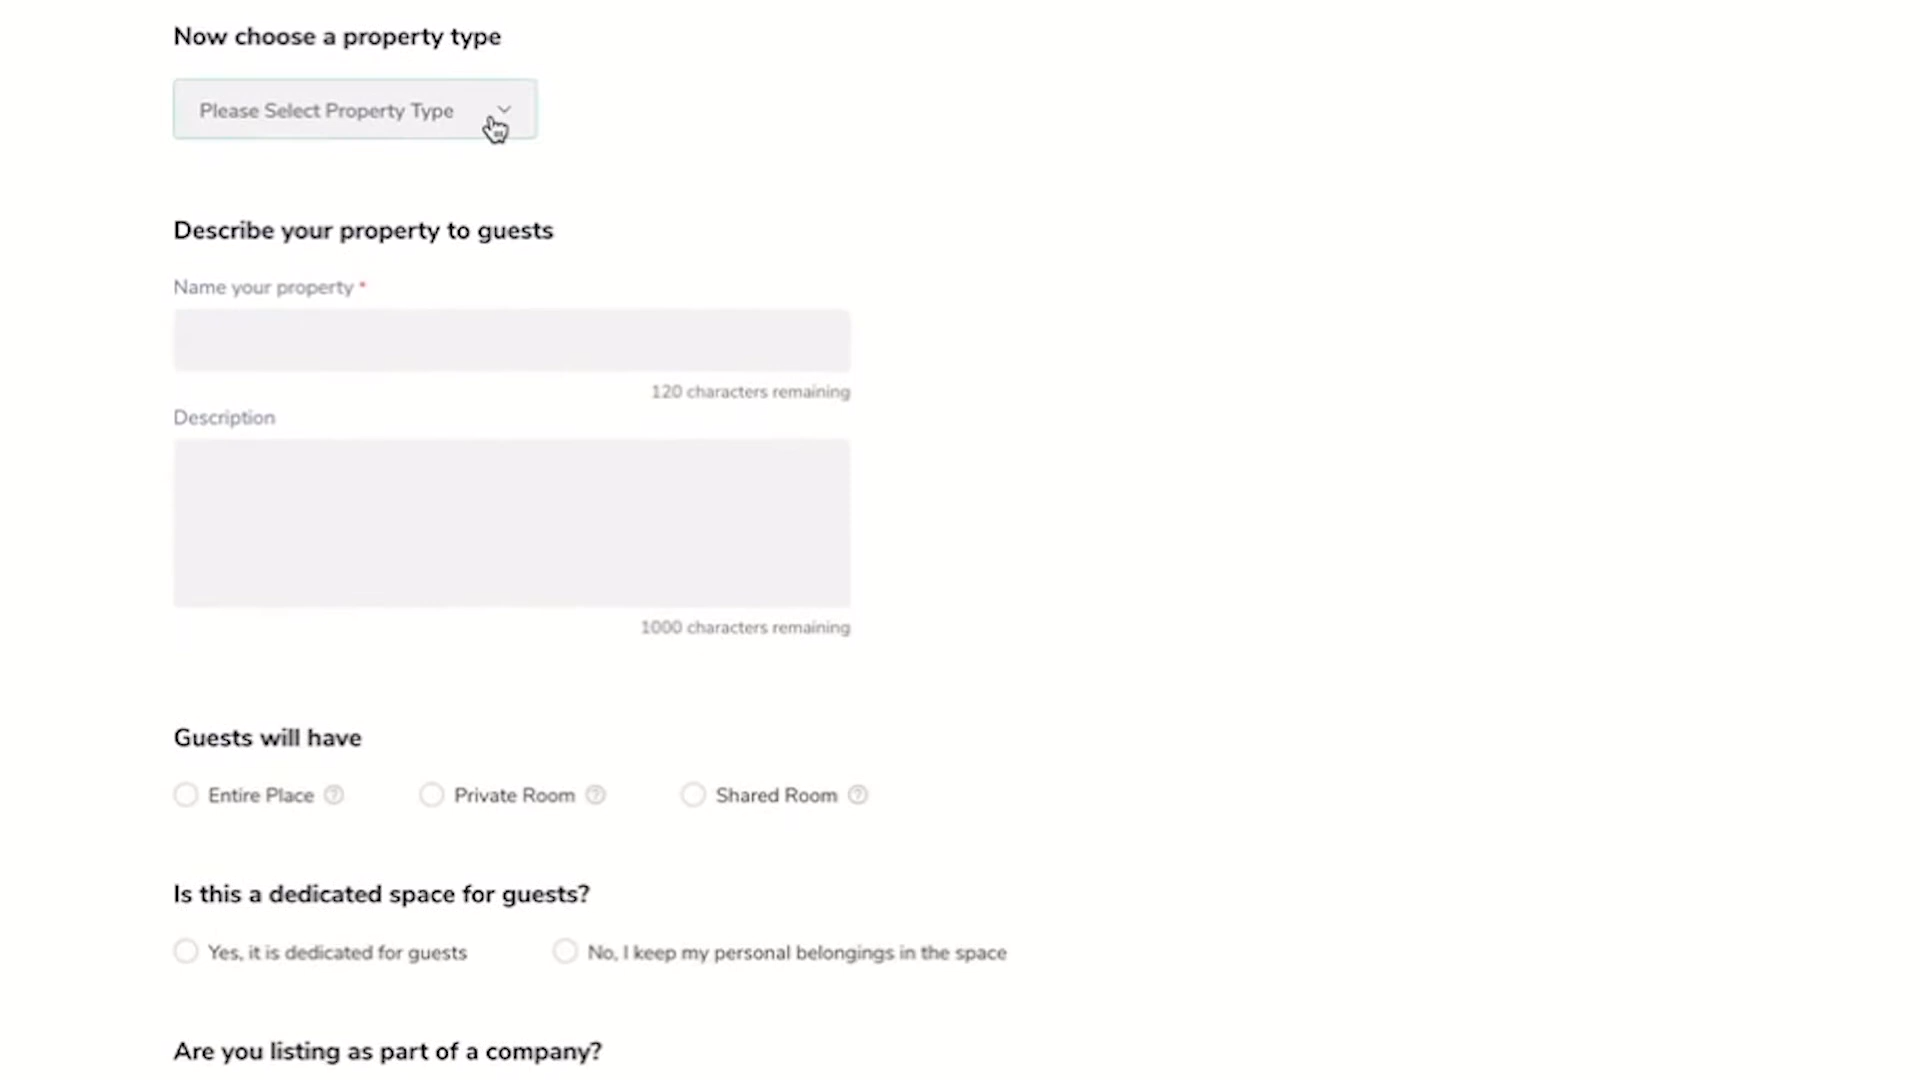 Now choose a property type
Please Select Property Type
Describe your property to guests
Name your property *
120 characters remaining
Description
1000 characters remaining
Guests will have
Entire Place ? Private Room ? Shared Room ?
Is this a dedicated space for guests?
Yes, it is dedicated for guests No, I keep my personal belongings in the space
Are you listing as part of a company?